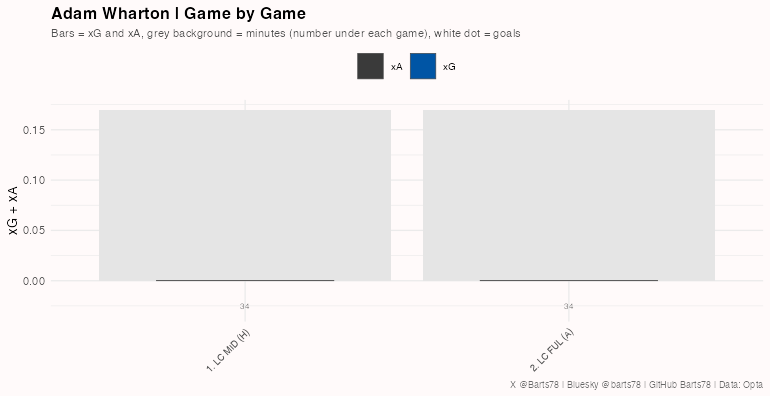 Adam Wharton | Game by Game
Bars = xG and xA, grey background = minutes (number under each game), white dot = goals
xA xG
xG + xA
0.15
0.10
0.05
0.00
34 34
1. LC MID (H) 2. LC FUL (A)
X @Barts78 | Bluesky @barts78 | GitHub Barts78 | Data: Opta